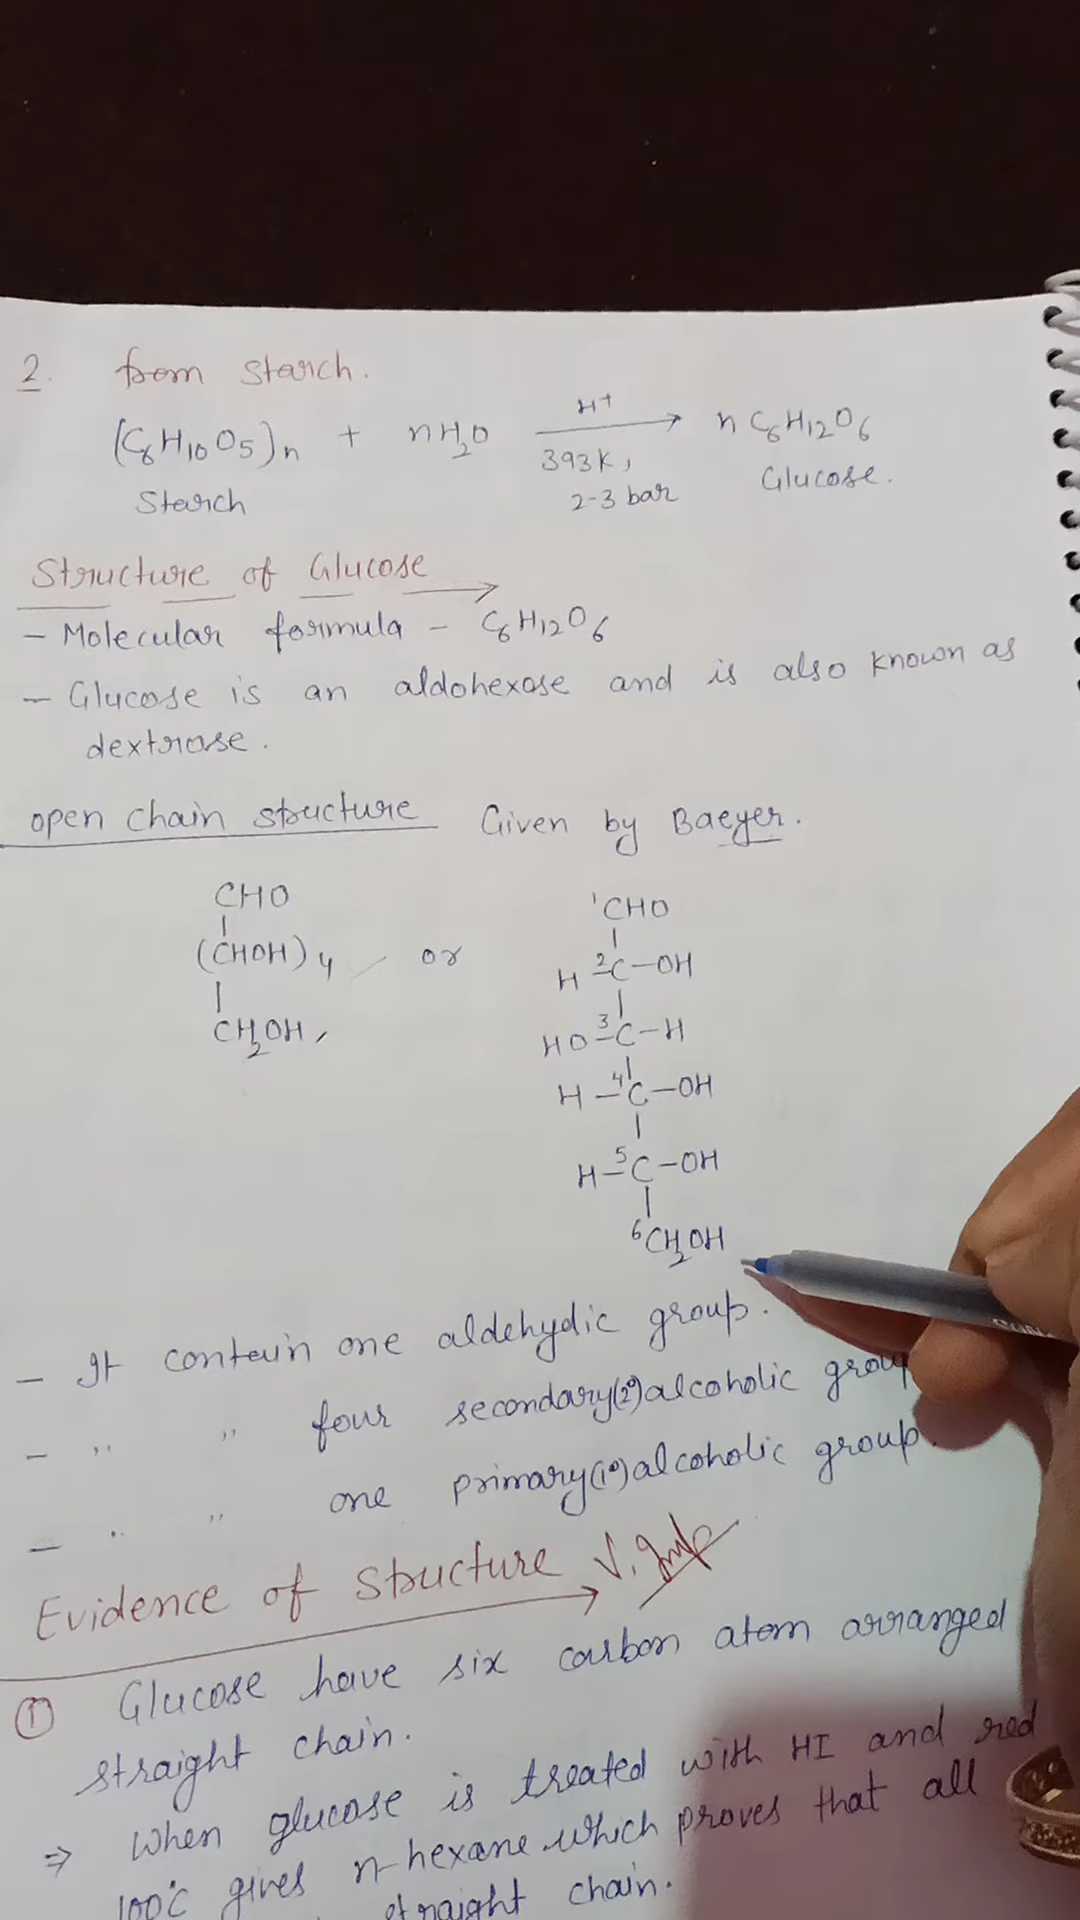 2. from starch.
(C6H10O5)n + nH2O H+ → n C6H12O6
393K, 2-3 bar
Starch Glucose.
Structure of Glucose →
- Molecular formula - C6H12O6
- Glucose is an aldohexose and is also known as
dextrose.
open chain structure Given by Baeyer.
CHO
(CHOH)4
CH2OH,
or
1CHO
H-2C-OH
HO-3C-H
H-4C-OH
H-5C-OH
6CH2OH
- It contain one aldehydic group.
- " " four secondary(2°)alcoholic group
- " " one primary(1°)alcoholic group.
Evidence of Structure → V. Imp
① Glucose have six carbon atom arranged
straight chain.
⇒ When glucose is treated with HI and red
100°C gives n-hexane which proves that all
straight chain.